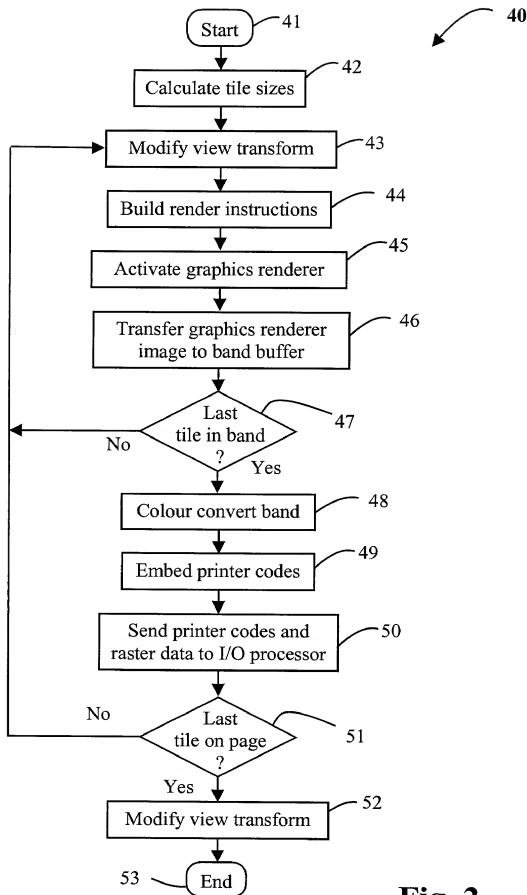 40
Start
41
Calculate tile sizes
42
Modify view transform
43
Build render instructions
44
Activate graphics renderer
45
Transfer graphics renderer
image to band buffer
46
Last
tile in band
?
47
No
Yes
Colour convert band
48
Embed printer codes
49
Send printer codes and
raster data to I/O processor
50
Last
tile on page
?
51
No
Yes
Modify view transform
52
End
53
Fig.